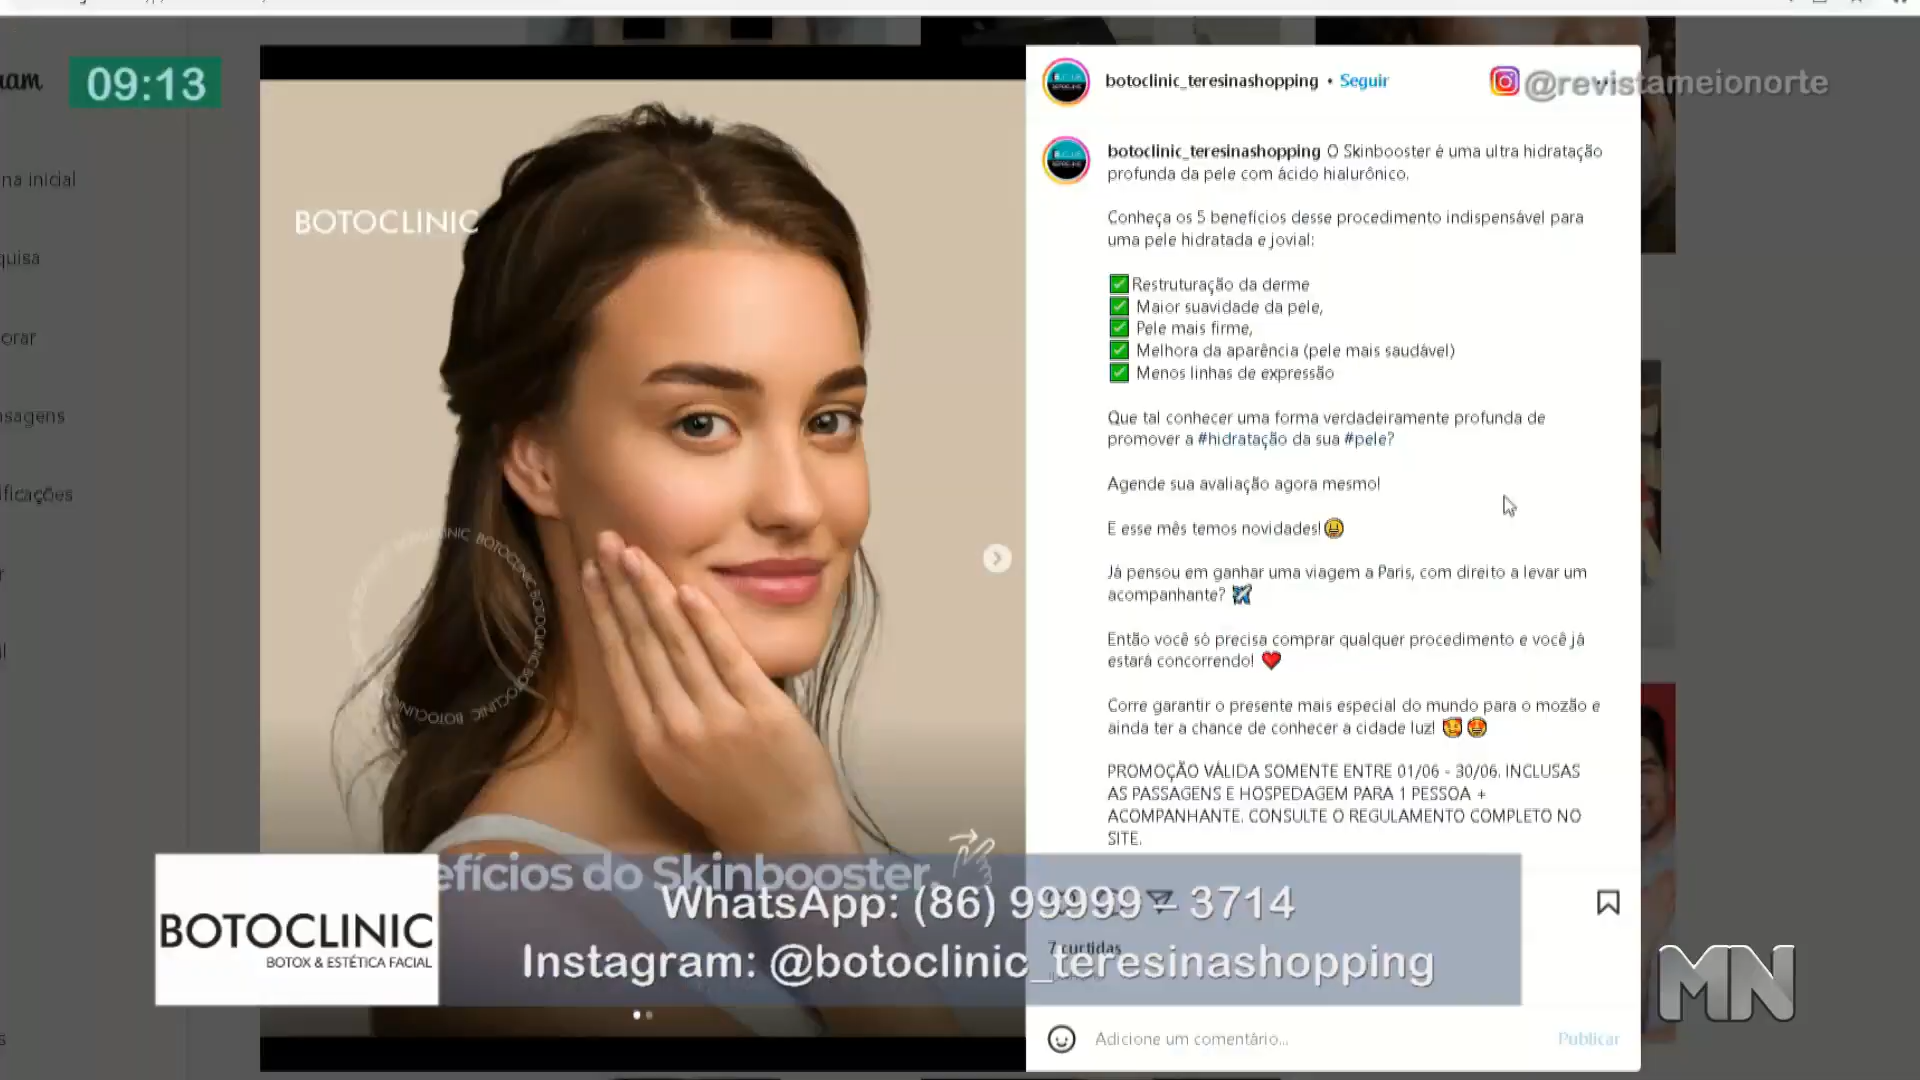 09:13
botoclinic_teresinashopping • Seguir
@revistameionorte
BOTOCLINIC
botoclinic_teresinashopping O Skinbooster é uma ultra hidratação
profunda da pele com ácido hialurônico.
Conheça os 5 benefícios desse procedimento indispensável para
uma pele hidratada e jovial:
✅Restruturação da derme
✅ Maior suavidade da pele,
✅ Pele mais firme,
✅ Melhora da aparência (pele mais saudável)
✅ Menos linhas de expressão
Que tal conhecer uma forma verdadeiramente profunda de
promover a #hidratação da sua #pele?
Agende sua avaliação agora mesmo!
E esse mês temos novidades!
Já pensou em ganhar uma viagem a Paris, com direito a levar um
acompanhante? ✈️
Então você só precisa comprar qualquer procedimento e você já
estará concorrendo! ❤️
Corre garantir o presente mais especial do mundo para o mozão e
ainda ter a chance de conhecer a cidade luz!
PROMOÇÃO VÁLIDA SOMENTE ENTRE 01/06 - 30/06. INCLUSAS
AS PASSAGENS E HOSPEDAGEM PARA 1 PESSOA +
ACOMPANHANTE. CONSULTE O REGULAMENTO COMPLETO NO
SITE.
BOTOCLINIC BOTOCLINIC BOTOCLINIC BOTOCLINIC
efícios do Skinbooster.
WhatsApp: (86) 99999 – 3714
7 curtidas
Instagram: @botoclinic_teresinashopping
BOTOCLINIC
BOTOX & ESTÉTICA FACIAL
MN
Adicione um comentário...
Publicar
na inicial
quisa
orar
sagens
ificações